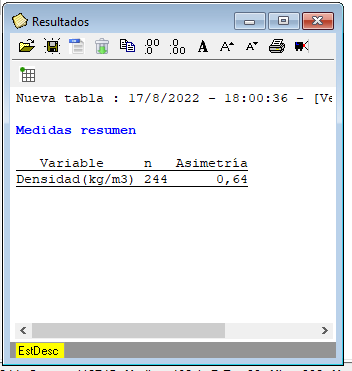 Resultados
Nueva tabla : 17/8/2022 - 18:00:36 - [Ve
Medidas resumen
Variable n Asimetría
Densidad(kg/m3) 244 0,64
EstDesc